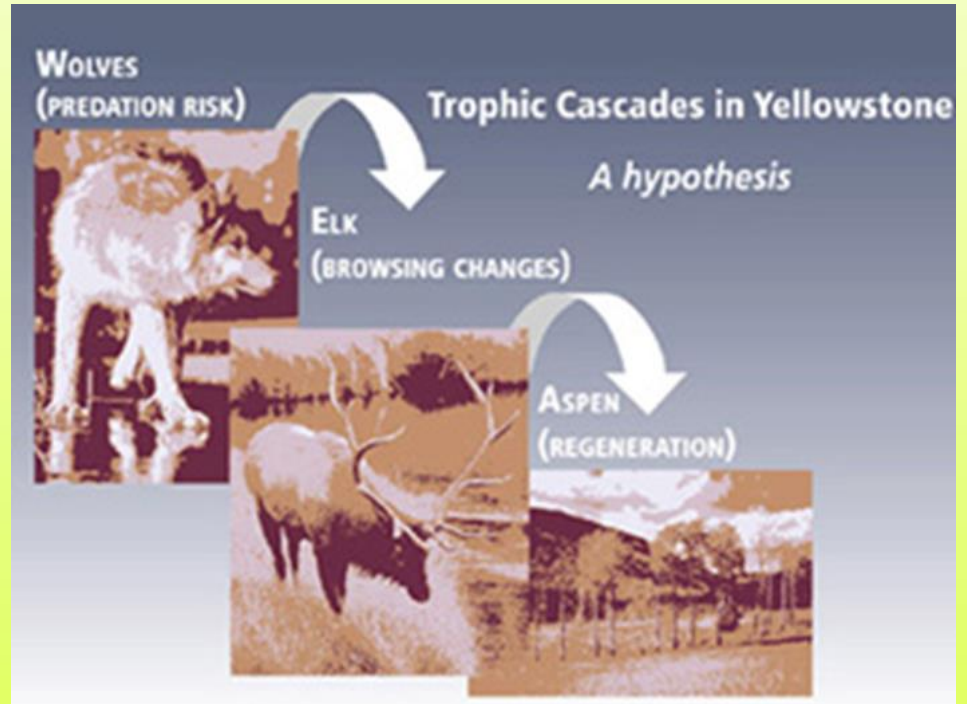 WOLVES
(PREDATION RISK)
Trophic Cascades in Yellowstone
A hypothesis
ELK
(BROWSING CHANGES)
ASPEN
(REGENERATION)